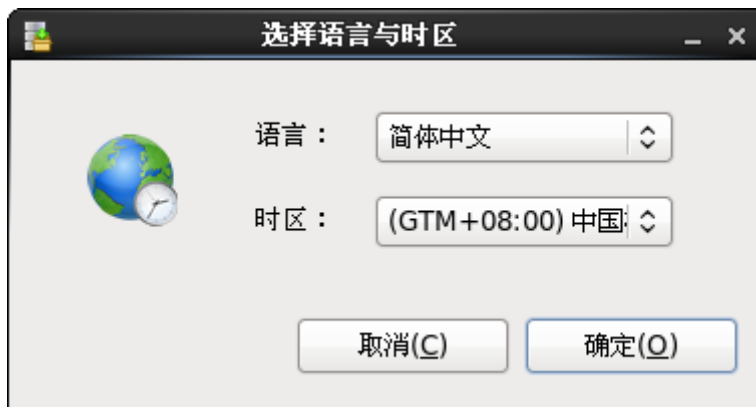 选择语言与时区
语言：
简体中文
时区：
(GTM+08:00) 中国
取消(C)
确定(O)